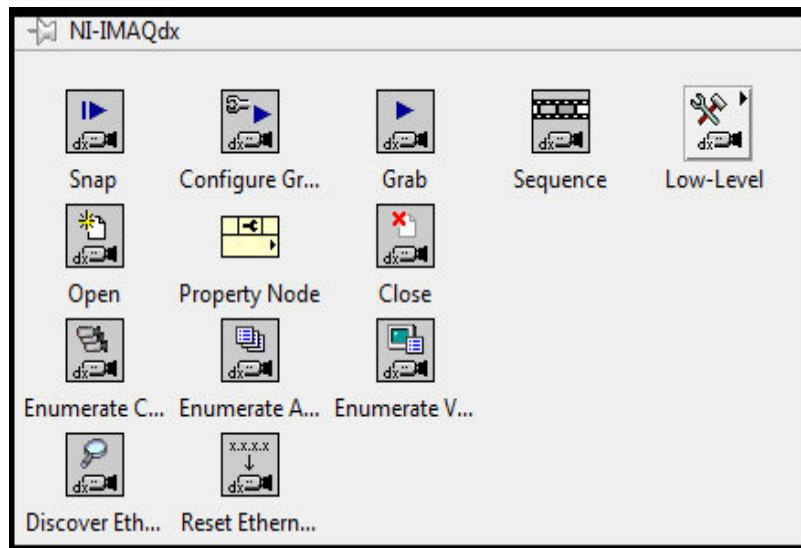 NI-IMAQdx
Snap Configure Gr... Grab Sequence Low-Level
Open Property Node Close
Enumerate C... Enumerate A... Enumerate V...
x.x.x.x
Discover Eth... Reset Ethern...